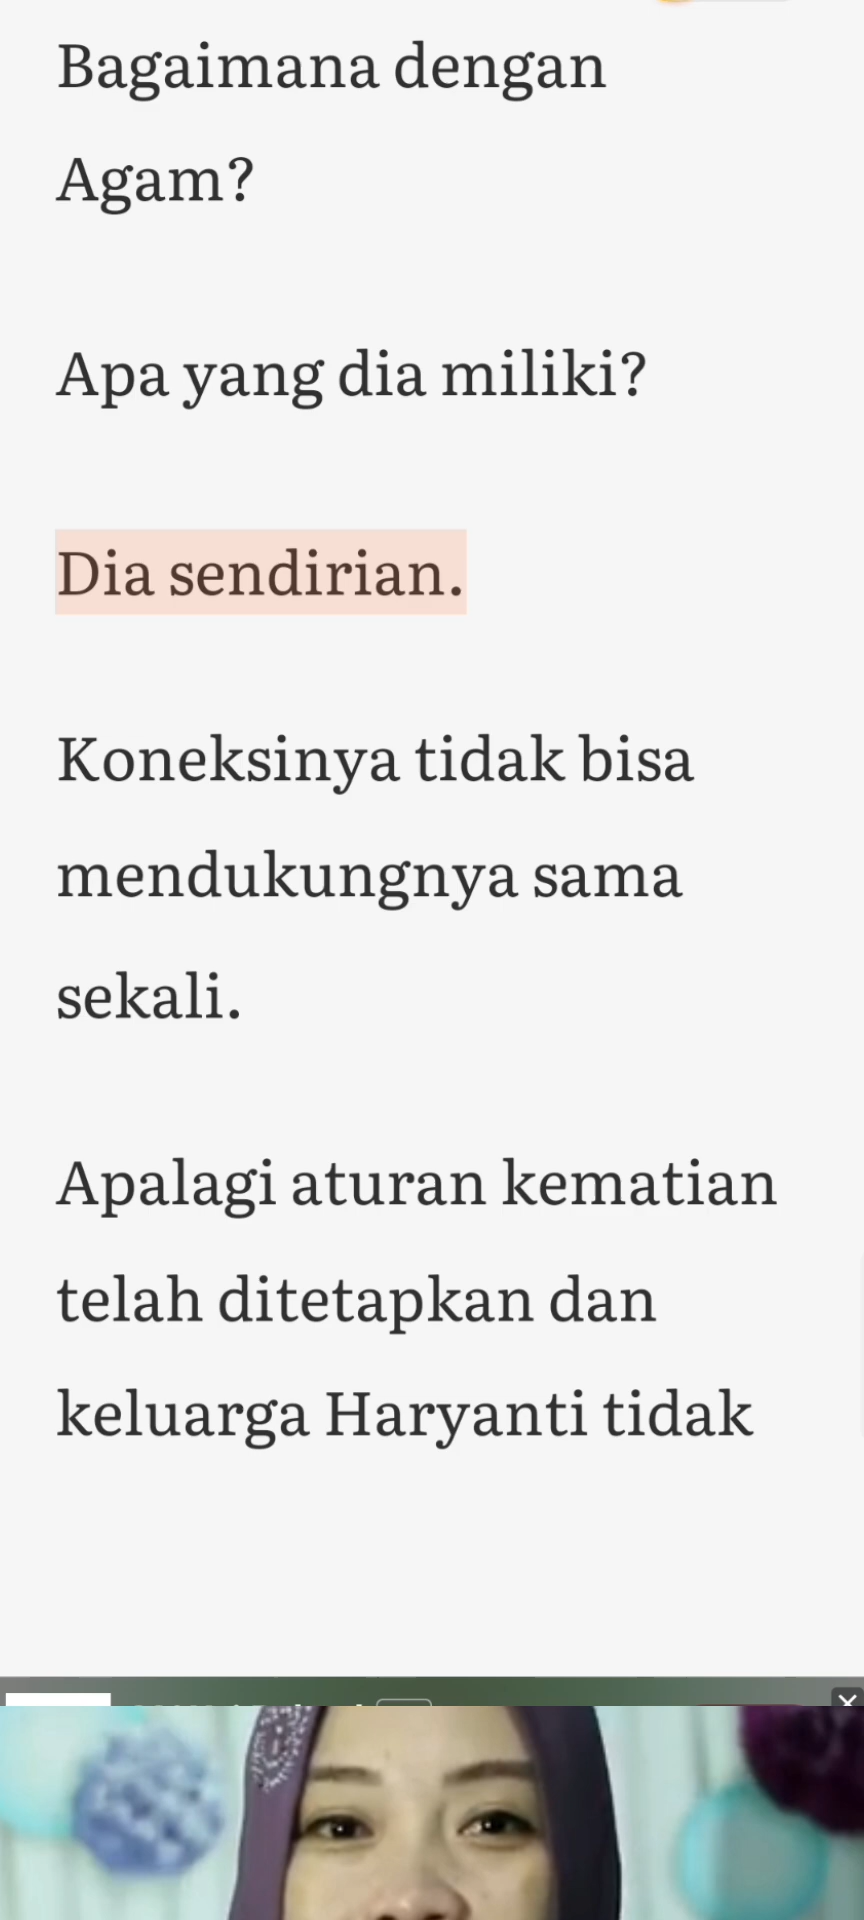 Bagaimana dengan
Agam?
Apa yang dia miliki?
Dia sendirian.
Koneksinya tidak bisa
mendukungnya sama
sekali.
Apalagi aturan kematian
telah ditetapkan dan
keluarga Haryanti tidak